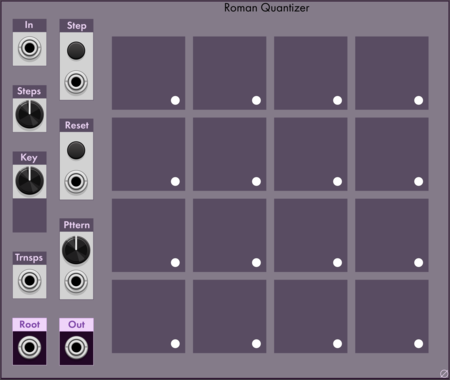 Roman Quantizer
In
Step
Steps
Reset
Key
Pttern
Trnsps
Root
Out